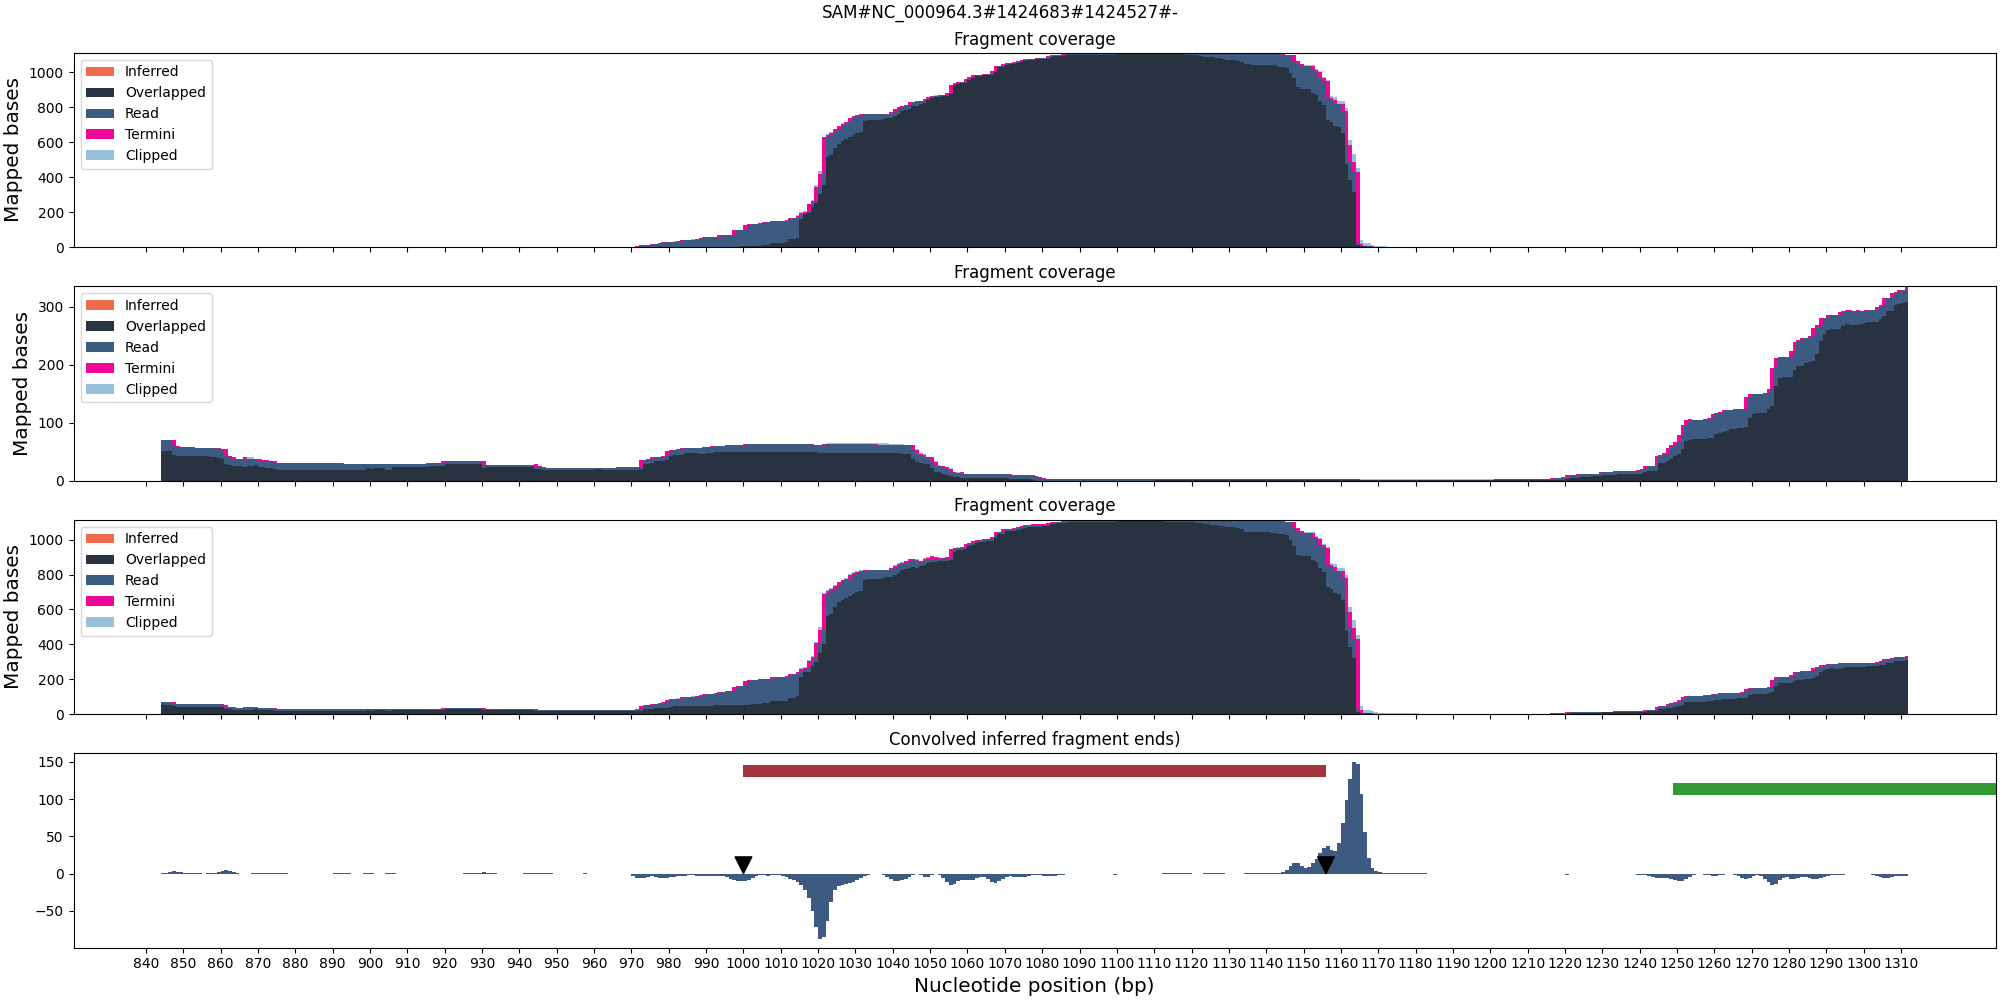 SAM#NC_000964.3#1424683#1424527#-
Fragment coverage
Mapped bases
1000
800
600
400
200
0
Inferred
Overlapped
Read
Termini
Clipped
Fragment coverage
Mapped bases
300
200
100
0
Inferred
Overlapped
Read
Termini
Clipped
Fragment coverage
Mapped bases
1000
800
600
400
200
0
Inferred
Overlapped
Read
Termini
Clipped
Convolved inferred fragment ends)
150
100
50
0
−50
840 850 860 870 880 890 900 910 920 930 940 950 960 970 980 990 1000 1010 1020 1030 1040 1050 1060 1070 1080 1090 1100 1110 1120 1130 1140 1150 1160 1170 1180 1190 1200 1210 1220 1230 1240 1250 1260 1270 1280 1290 1300 1310
Nucleotide position (bp)